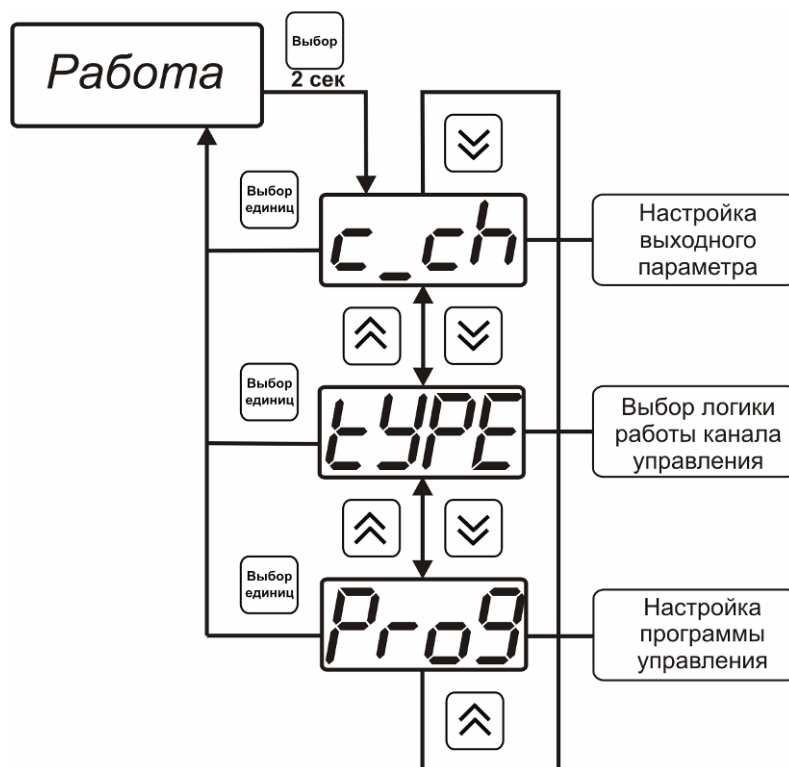 Выбор
Работа
2 сек
Выбор
единиц
c_ch
Настройка
выходного
параметра
Выбор
единиц
tYPE
Выбор логики
работы канала
управления
Выбор
единиц
Prog
Настройка
программы
управления